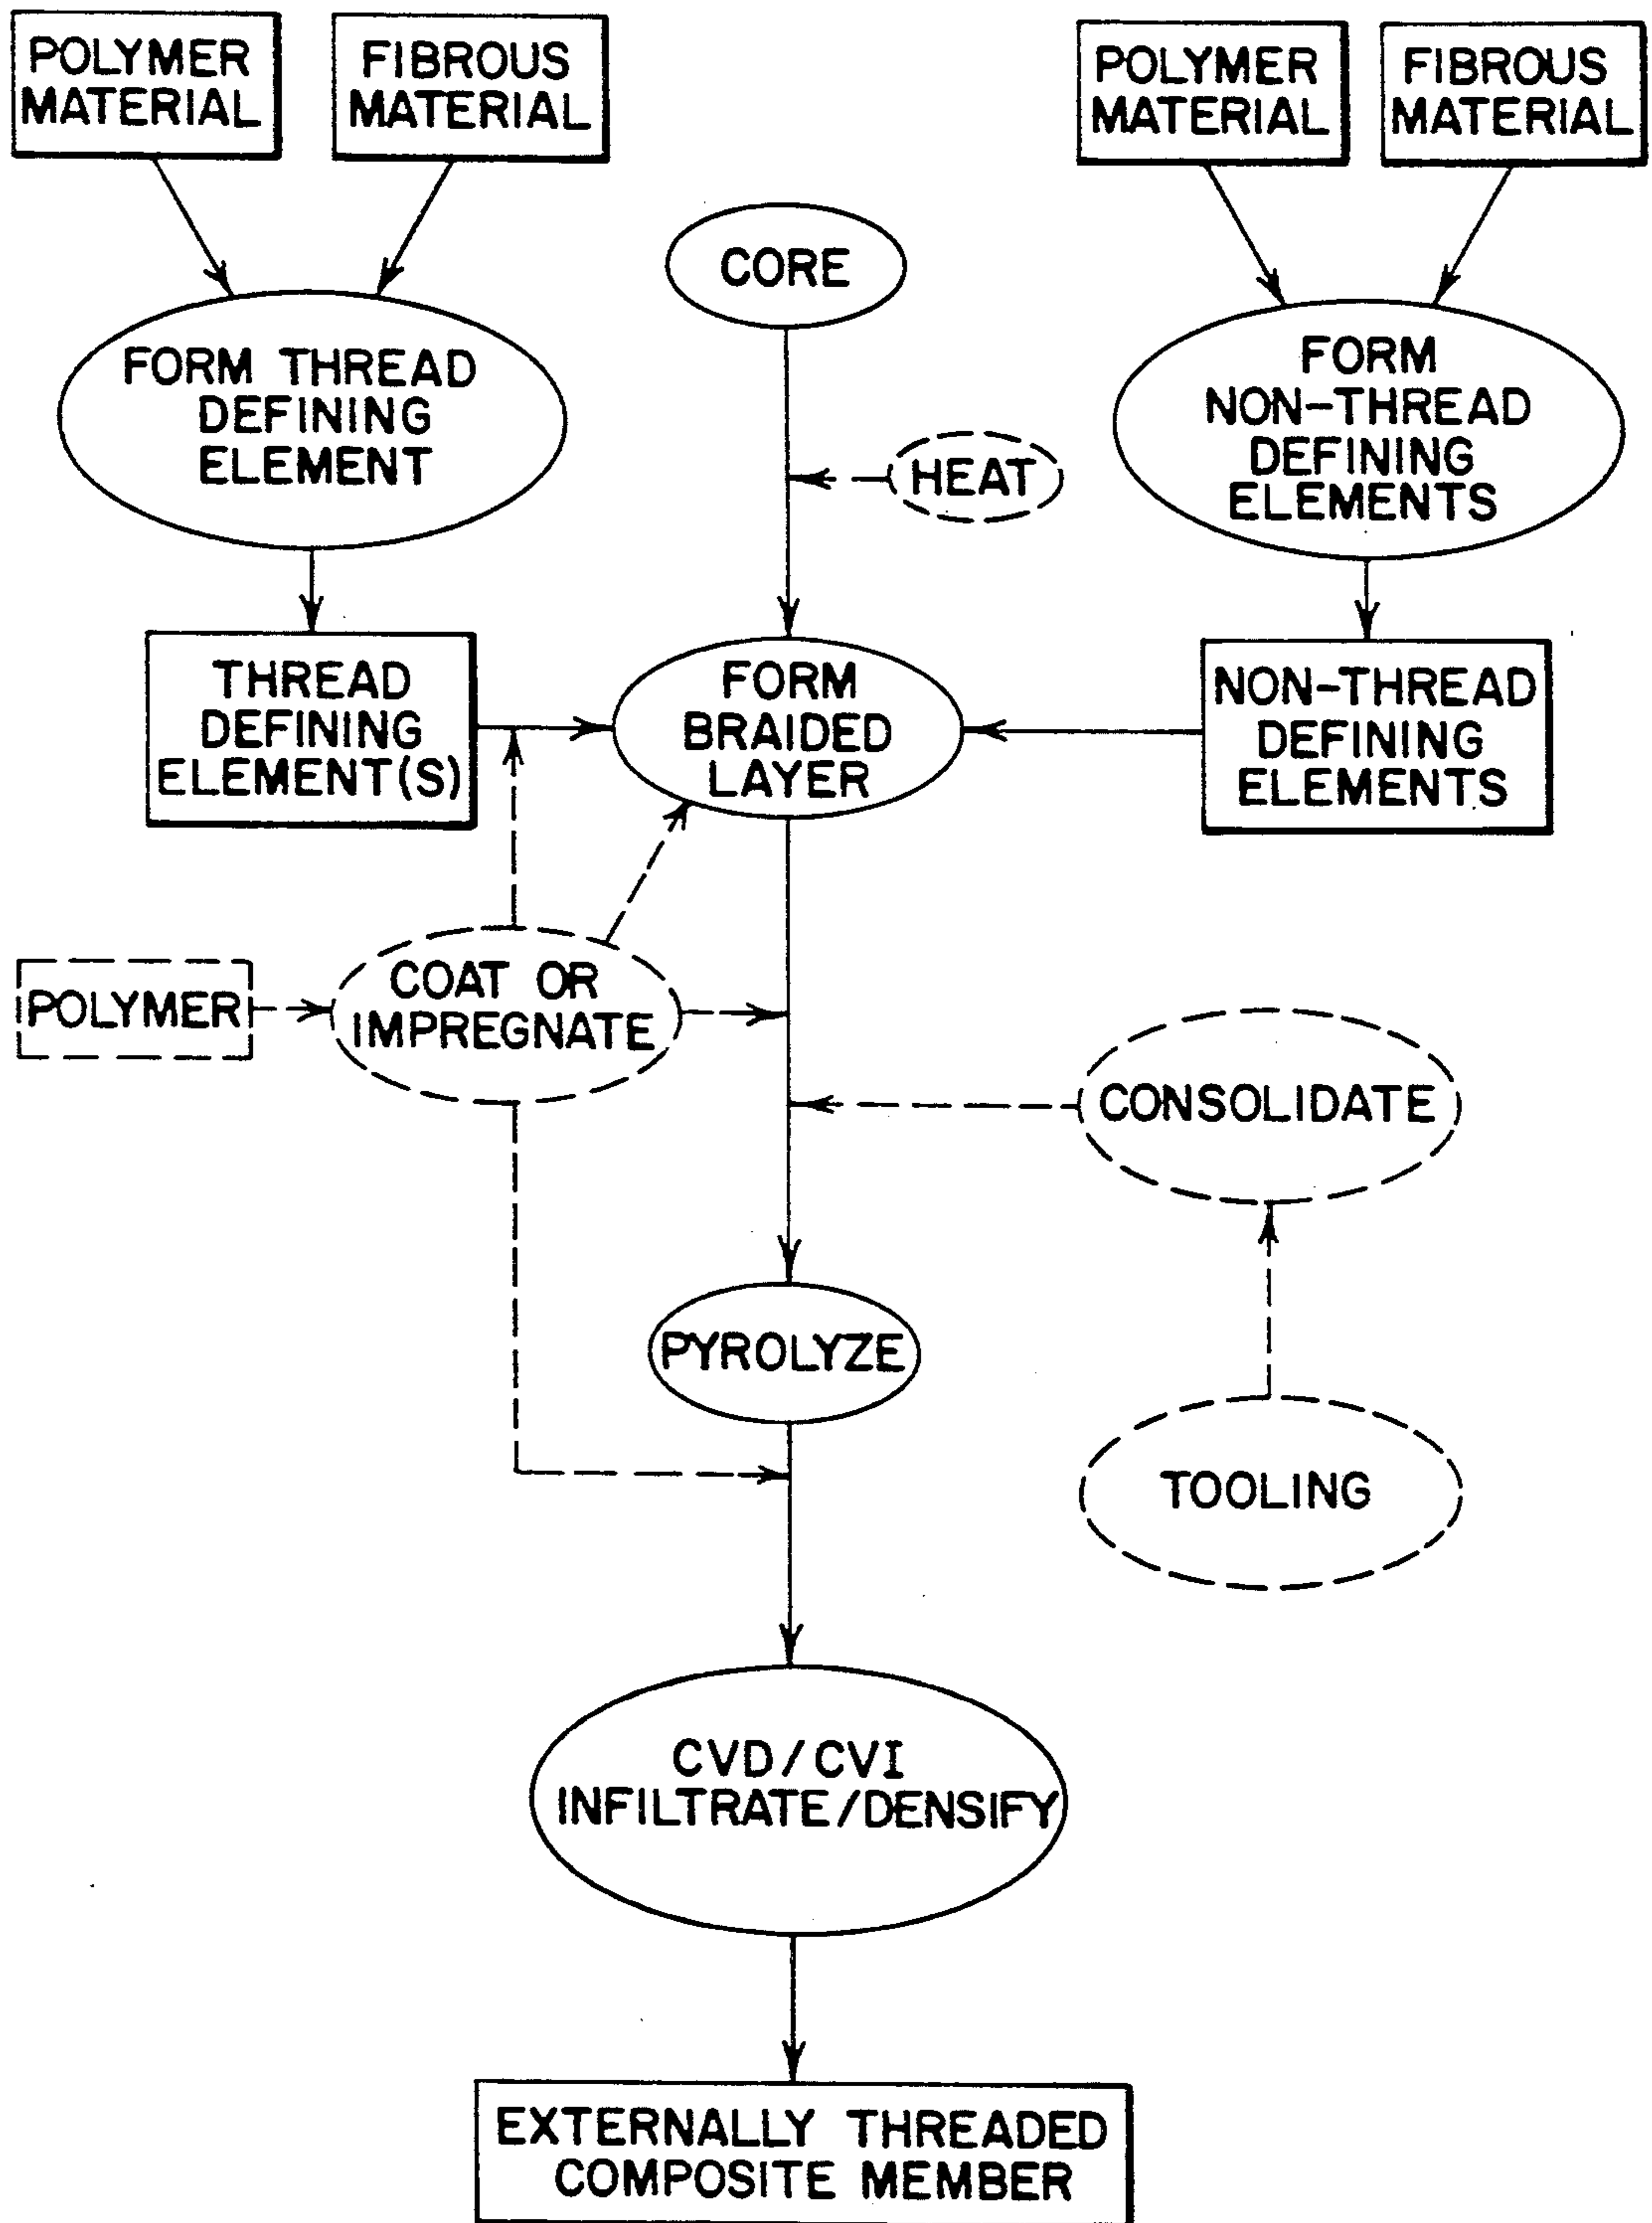 POLYMER
MATERIAL
FIBROUS
MATERIAL
POLYMER
MATERIAL
FIBROUS
MATERIAL
CORE
FORM THREAD
DEFINING
ELEMENT
HEAT
FORM
NON-THREAD
DEFINING
ELEMENTS
THREAD
DEFINING
ELEMENT(S)
FORM
BRAIDED
LAYER
NON-THREAD
DEFINING
ELEMENTS
POLYMER
COAT OR
IMPREGNATE
CONSOLIDATE
PYROLYZE
TOOLING
CVD/CVI
INFILTRATE/DENSIFY
EXTERNALLY THREADED
COMPOSITE MEMBER